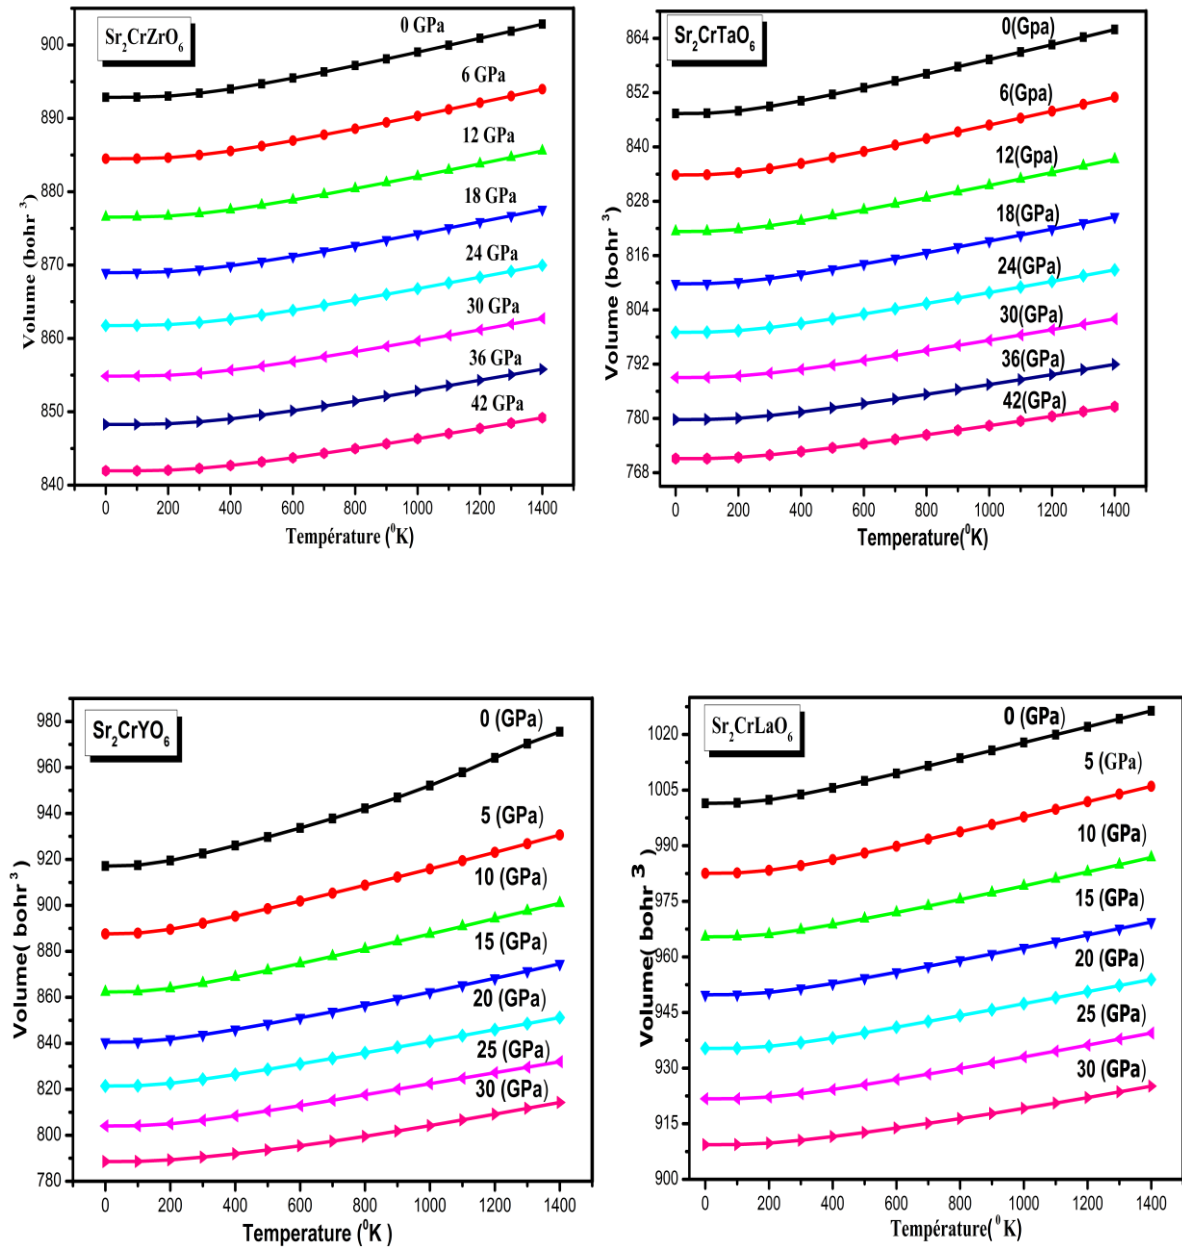 Sr₂CrZrO₆
0 GPa
6 GPa
12 GPa
18 GPa
24 GPa
30 GPa
36 GPa
42 GPa
900
890
880
870
860
850
840
Volume (bohr ³)
0 200 400 600 800 1000 1200 1400
Température (⁰K)
Sr₂CrTaO₆
0(Gpa)
6(Gpa)
12(Gpa)
18(GPa)
24(GPa)
30(GPa)
36(GPa)
42(GPa)
864
852
840
828
816
804
792
780
768
Volume (bohr ³)
0 200 400 600 800 1000 1200 1400
Temperature(⁰K)
Sr₂CrYO₆
0 (GPa)
5 (GPa)
10 (GPa)
15 (GPa)
20 (GPa)
25 (GPa)
30 (GPa)
980
960
940
920
900
880
860
840
820
800
780
Volume( bohr ³)
0 200 400 600 800 1000 1200 1400
Temperature (⁰K )
Sr₂CrLaO₆
0 (GPa)
5 (GPa)
10 (GPa)
15 (GPa)
20 (GPa)
25 (GPa)
30 (GPa)
1020
1005
990
975
960
945
930
915
900
Volume( bohr 3 )
0 200 400 600 800 1000 1200 1400
Température( ⁰ K)